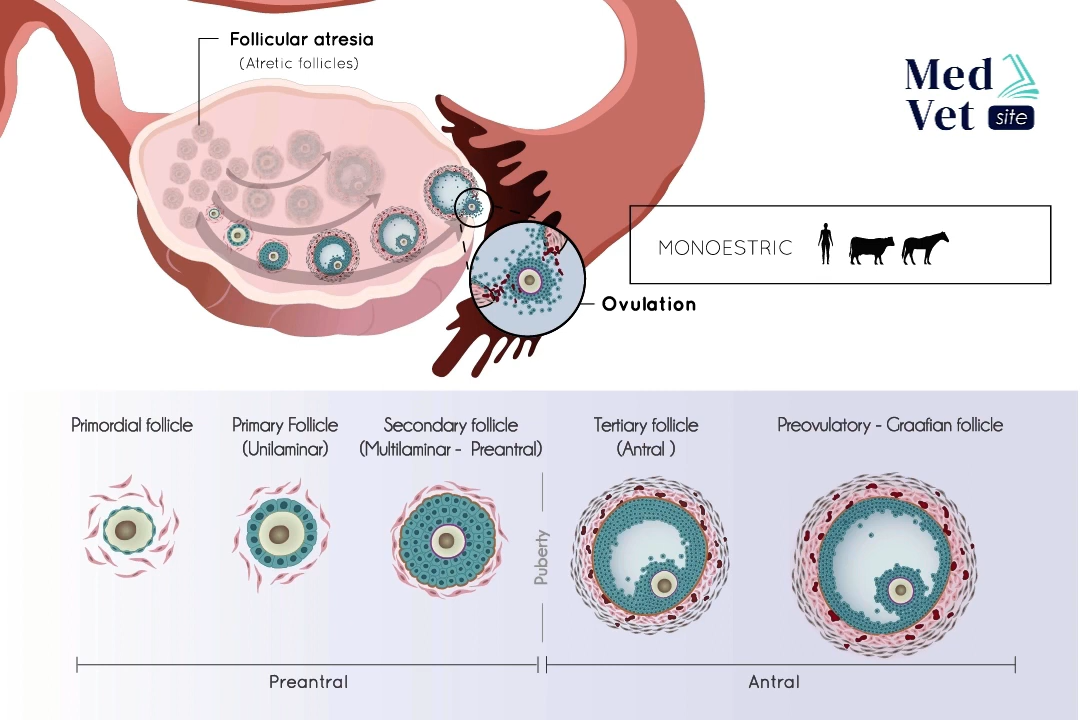 Follicular atresia
(Atretic follicles)
Med
Vet site
MONOESTRIC
Ovulation
Primordial follicle
Primary Follicle
(Unilaminar)
Secondary follicle
(Multilaminar - Preantral)
Tertiary follicle
(Antral )
Preovulatory - Graafian follicle
Puberty
Preantral
Antral